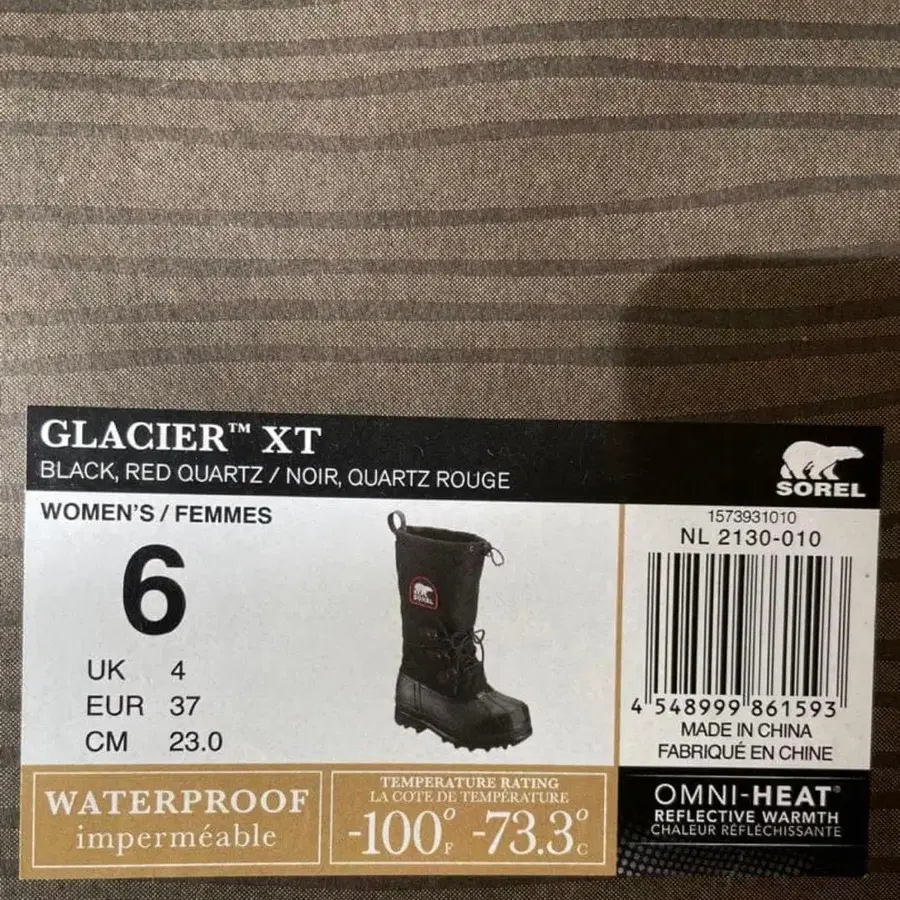 GLACIER™ XT
BLACK, RED QUARTZ / NOIR, QUARTZ ROUGE
SOREL
WOMEN'S / FEMMES
6
UK 4
EUR 37
CM 23.0
SOREL
1573931010
NL 2130-010
4 548999 861593
MADE IN CHINA
FABRIQUÉ EN CHINE
WATERPROOF
imperméable
TEMPERATURE RATING
LA COTE DE TEMPÉRATURE
-100°F -73.3°C
OMNI-HEAT®
REFLECTIVE WARMTH
CHALEUR RÉFLÉCHISSANTE